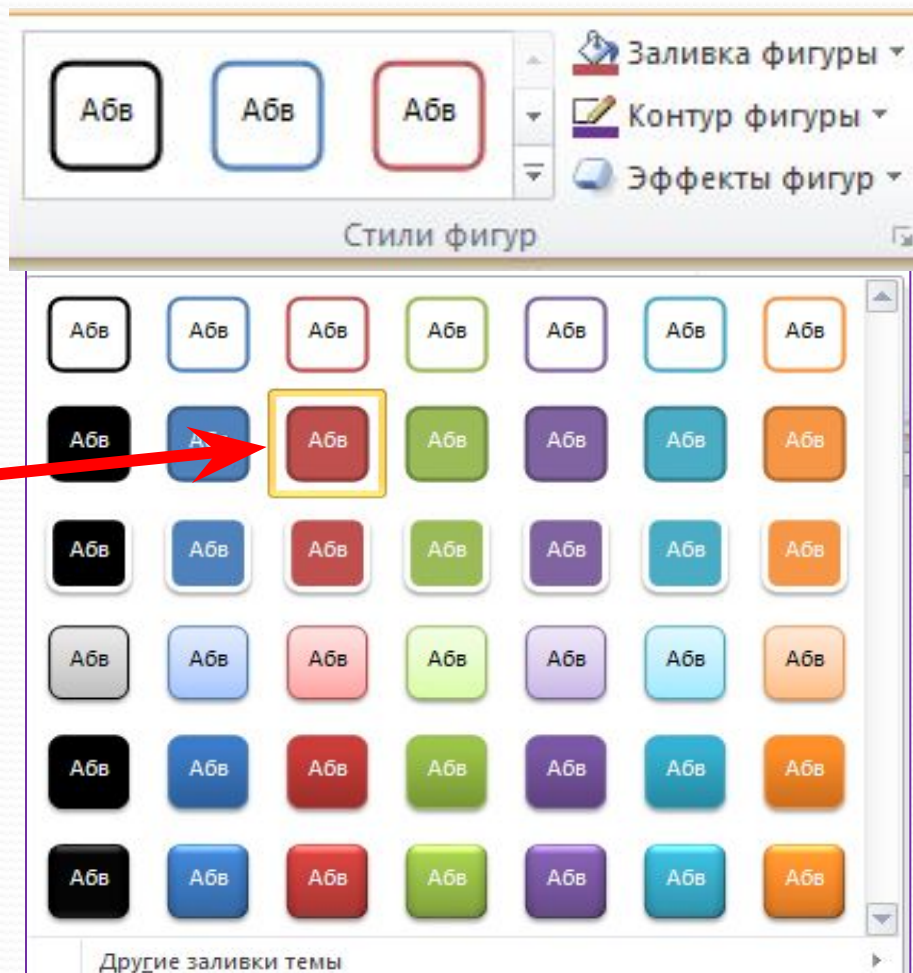 Абв Абв Абв
Заливка фигуры
Контур фигуры
Эффекты фигур
Стили фигур
Абв Абв Абв Абв Абв Абв Абв
Абв Абв Абв Абв Абв Абв
Абв Абв Абв Абв Абв Абв Абв
Абв Абв Абв Абв Абв Абв Абв
Абв Абв Абв Абв Абв Абв Абв
Абв Абв Абв Абв Абв Абв Абв
Другие заливки темы